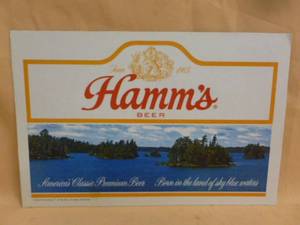 Since 1865
Hamm's
BEER
America's Classic Premium Beer Born in the land of sky blue waters